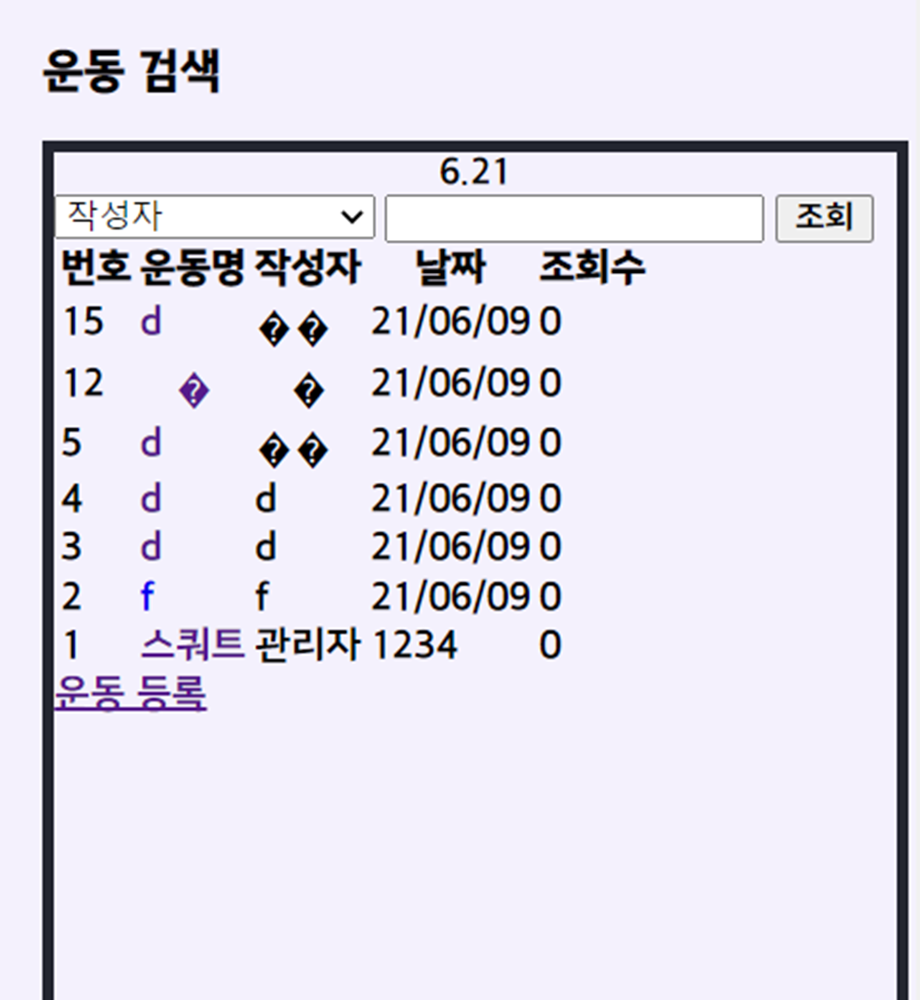 운동 검색
6.21
작성자 조회
번호 운동명 작성자 날짜 조회수
15 d �� 21/06/09 0
12 � � 21/06/09 0
5 d �� 21/06/09 0
4 d d 21/06/09 0
3 d d 21/06/09 0
2 f f 21/06/09 0
1 스쿼트 관리자 1234 0
운동 등록